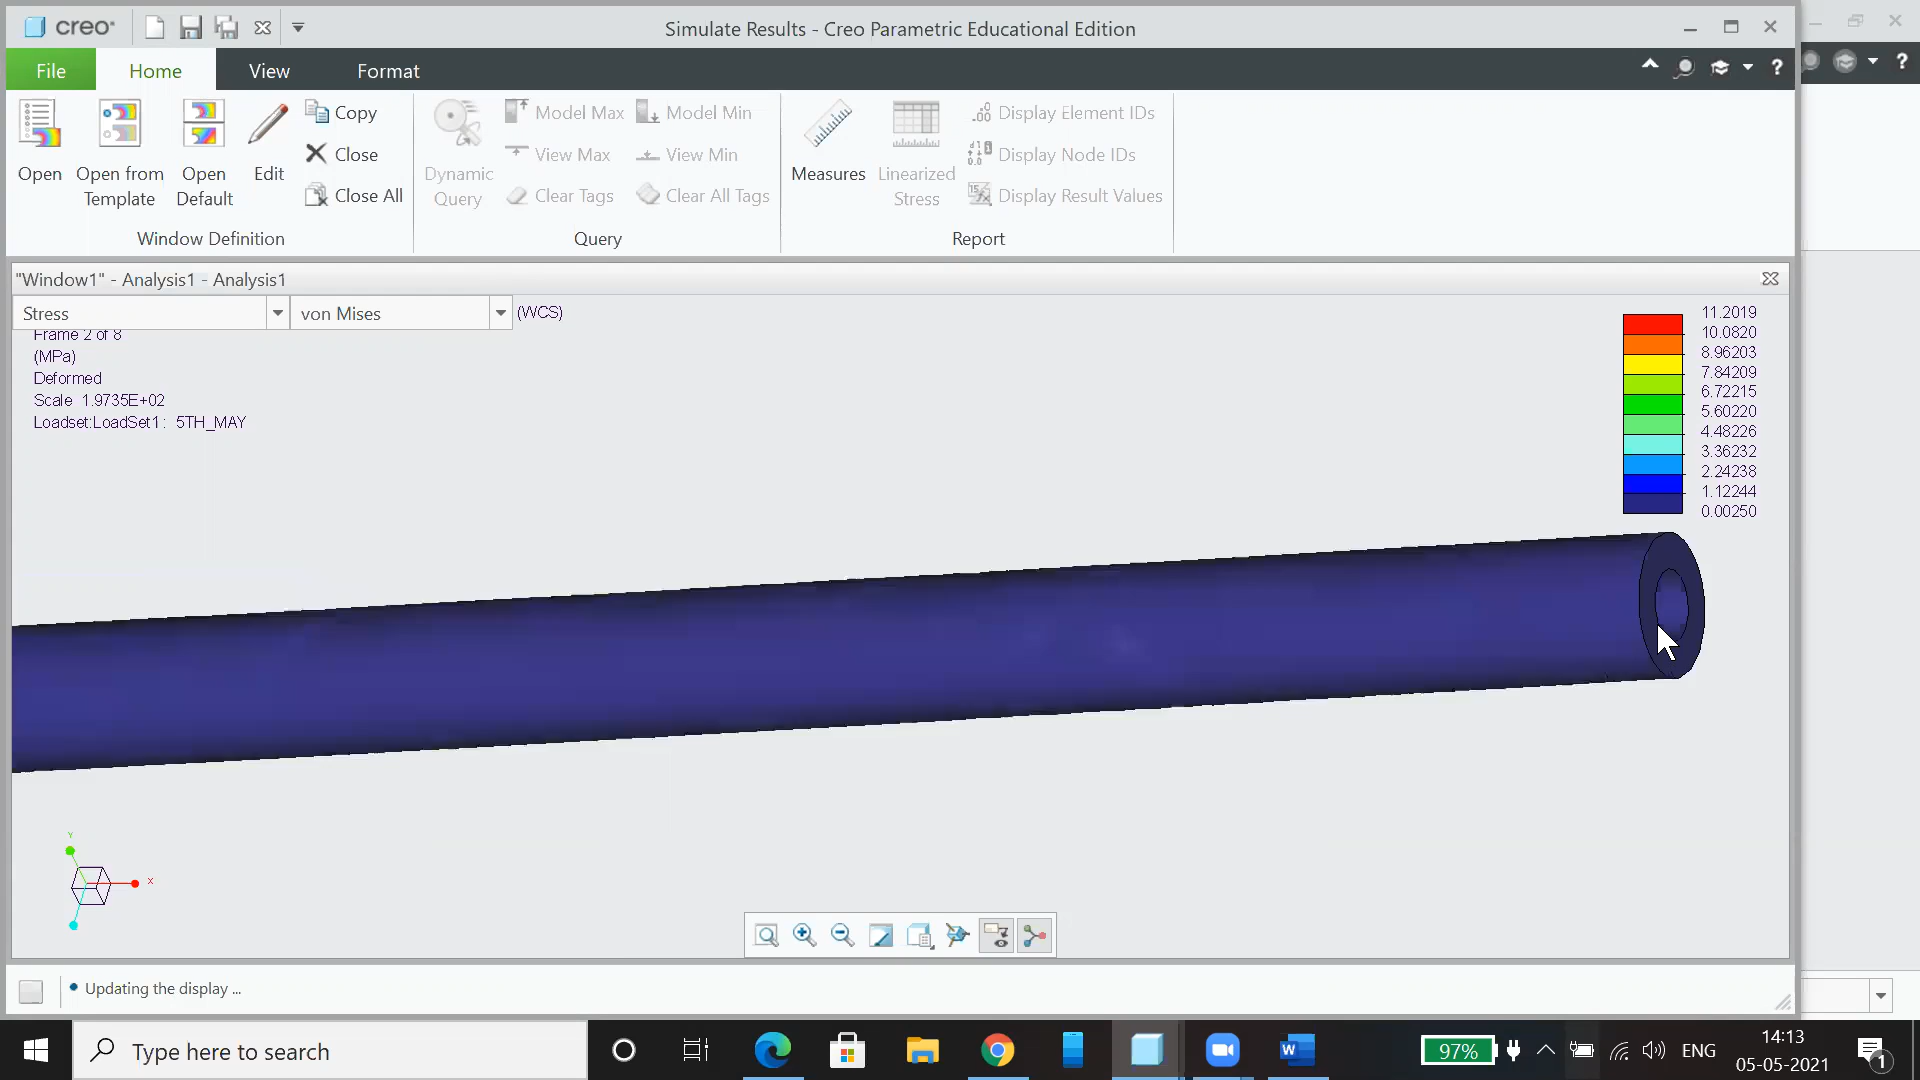 creo
Simulate Results - Creo Parametric Educational Edition
File
Home
View
Format
?
?
Open
Open from
Template
Open
Default
Edit
Copy
Close
Close All
Window Definition
Dynamic
Query
Model Max
View Max
Clear Tags
Model Min
View Min
Clear All Tags
Query
Measures
Linearized
Stress
Display Element IDs
Display Node IDs
Display Result Values
Report
"Window1" - Analysis1 - Analysis1
Stress
von Mises
(WCS)
Frame 2 of 8
(MPa)
Deformed
Scale 1.9735E+02
Loadset:LoadSet1: 5TH_MAY
11.2019
10.0820
8.96203
7.84209
6.72215
5.60220
4.48226
3.36232
2.24238
1.12244
0.00250
Y
X
Updating the display ...
Type here to search
97%
ENG
14:13
05-05-2021
1